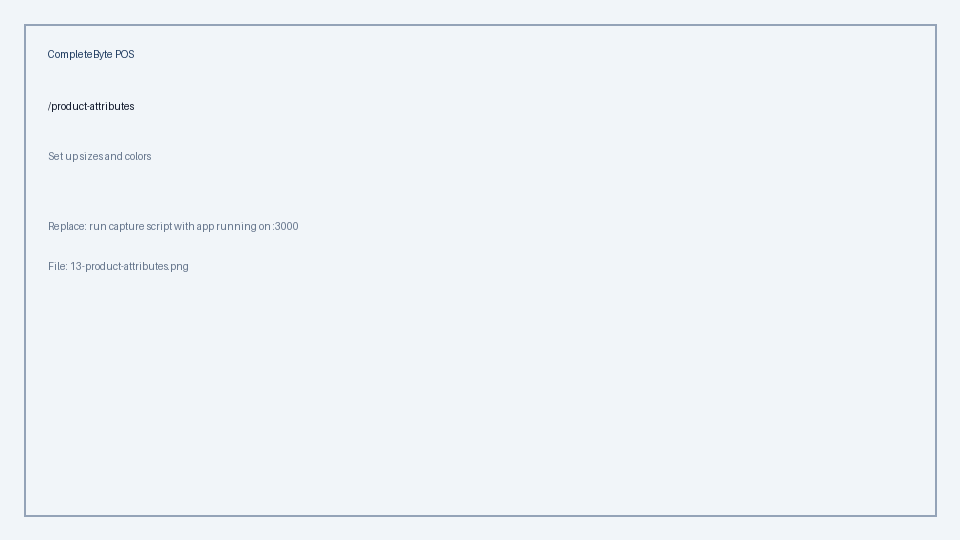 CompleteByte POS
/product-attributes
Set up sizes and colors
Replace: run capture script with app running on :3000
File: 13-product-attributes.png